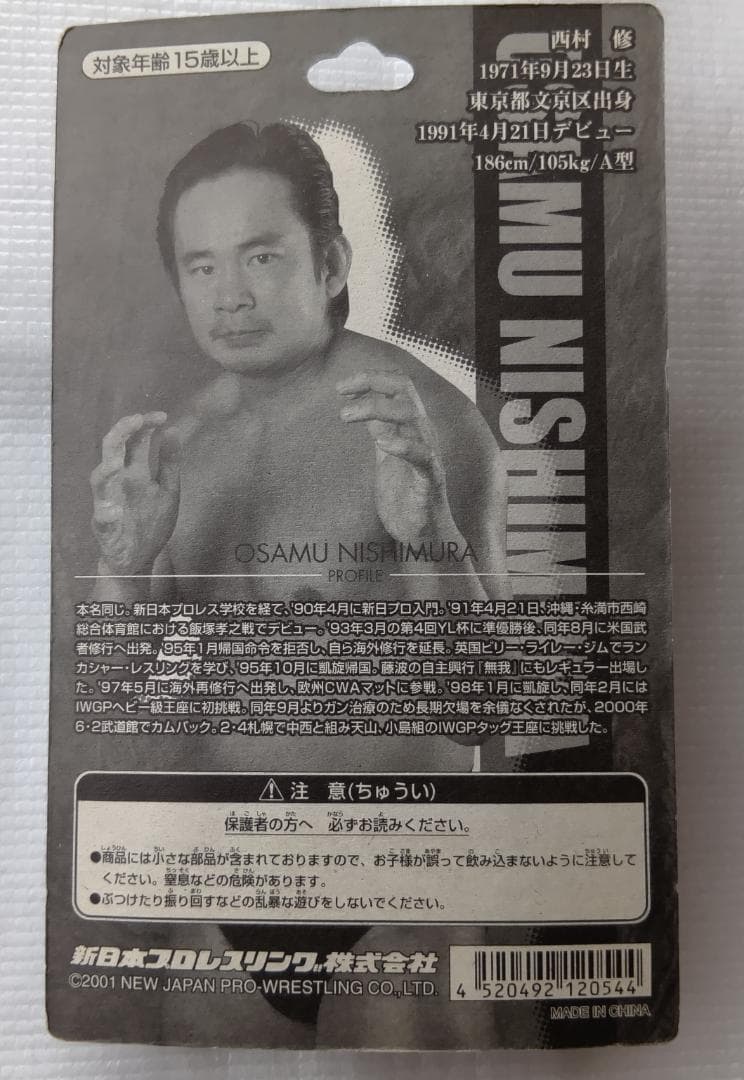 対象年齢15歳以上
西村 修
1971年9月23日生
東京都文京区出身
1991年4月21日デビュー
186cm/105kg/A型
OSAMU NISHIMURA
OSAMU NISHIMURA
PROFILE
本名同じ。新日本プロレス学校を経て、'90年4月に新日プロ入門。'91年4月21日、沖縄・糸満市西崎
総合体育館における飯塚孝之戦でデビュー。'93年3月の第4回YL杯に準優勝後、同年8月に米国武
者修行へ出発。'95年1月帰国命令を拒否し、自ら海外修行を延長。英国ビリー・ライレー・ジムでラン
カシャー・レスリングを学び、'95年10月に凱旋帰国。藤波の自主興行『無我』にもレギュラー出場し
た。'97年5月に海外再修行へ出発し、欧州CWAマットに参戦。'98年1月に凱旋し、同年2月には
IWGPヘビー級王座に初挑戦。同年9月よりガン治療のため長期欠場を余儀なくされたが、2000年
6・2武道館でカムバック。2・4札幌で中西と組み天山、小島組のIWGPタッグ王座に挑戦した。
注 意(ちゅうい)
保護者の方へ 必ずお読みください。
●商品には小さな部品が含まれておりますので、お子様が誤って飲み込まないように注意して
ください。窒息などの危険があります。
●ぶつけたり振り回すなどの乱暴な遊びをしないでください。
新日本プロレスリング株式会社
©2001 NEW JAPAN PRO-WRESTLING CO.,LTD.
4 520492 120544
MADE IN CHINA